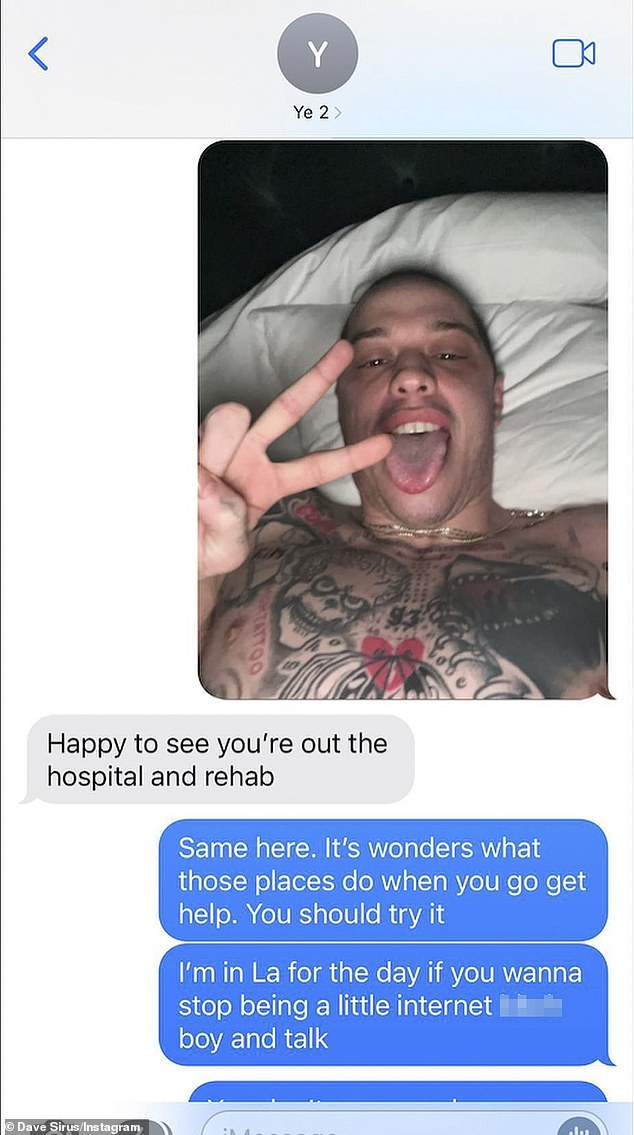 Y
Ye 2
93
Happy to see you're out the
hospital and rehab
Same here. It's wonders what
those places do when you go get
help. You should try it
I'm in La for the day if you wanna
stop being a little internet
boy and talk
iMessage
© Dave Sirus/Instagram